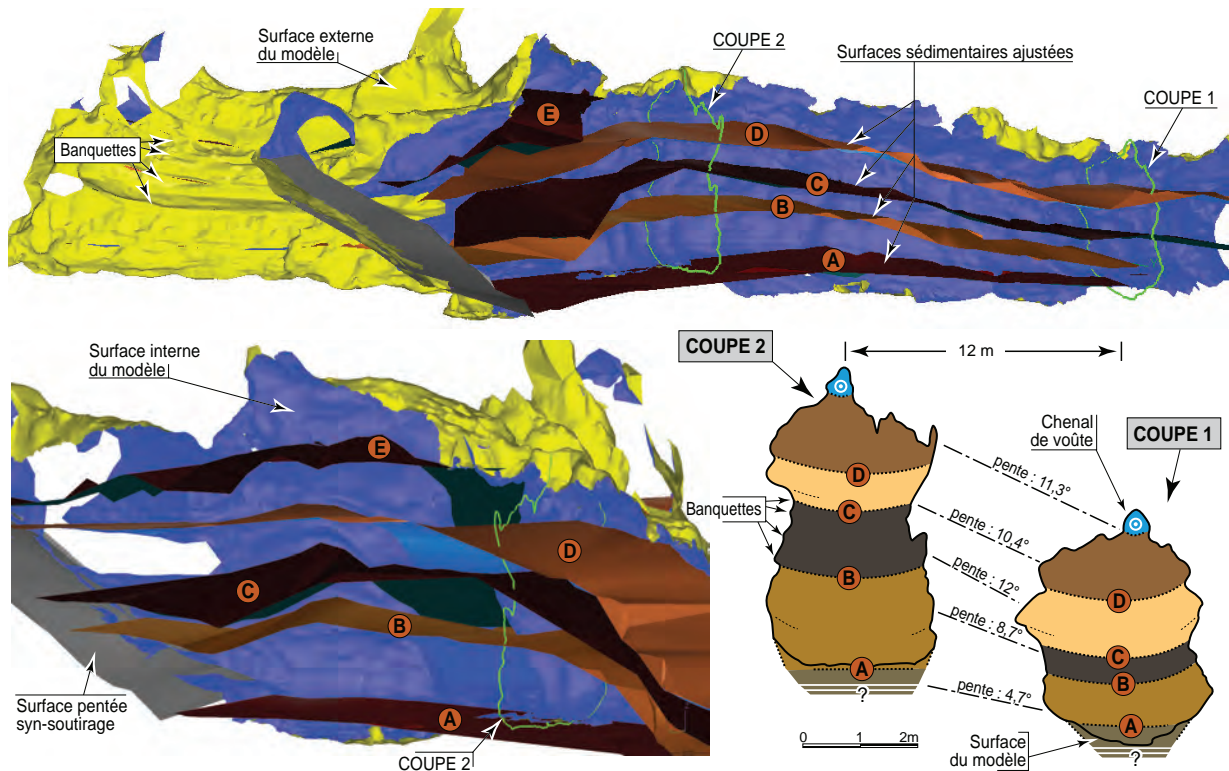 Surface externe
du modèle
COUPE 2
Surfaces sédimentaires ajustées
COUPE 1
Banquettes
E
D
C
B
A
Surface interne
du modèle
E
D
C
B
A
Surface pentée
syn-soutirage
COUPE 2
COUPE 2
12 m
Chenal
de voûte
COUPE 1
pente : 11,3°
pente : 10,4°
pente : 12°
pente : 8,7°
pente : 4,7°
Banquettes
D
C
B
A
?
D
C
B
A
?
0 1 2m
Surface
du modèle